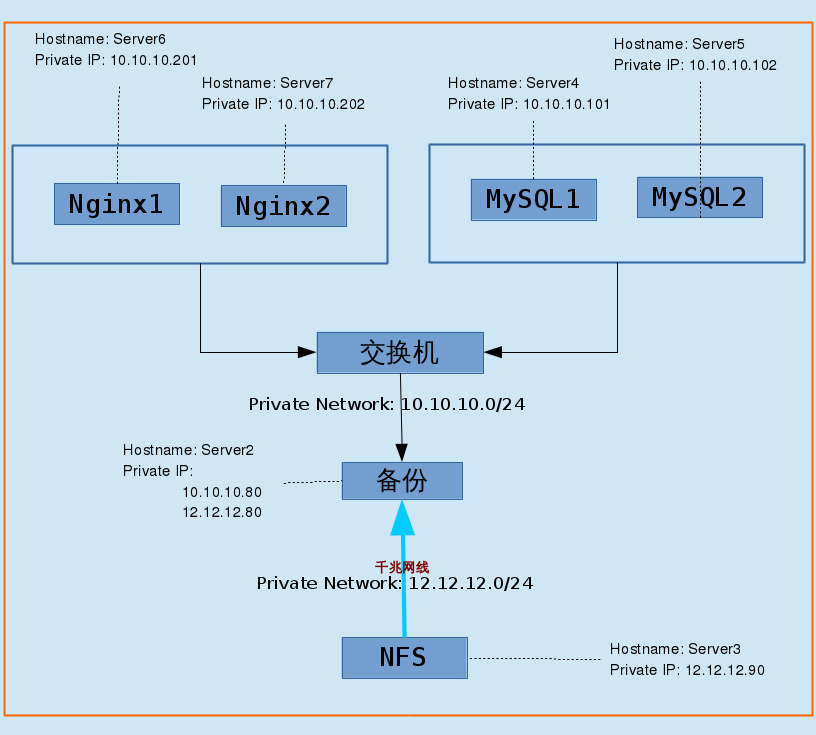 Hostname: Server6
Private IP: 10.10.10.201
Hostname: Server7
Private IP: 10.10.10.202
Hostname: Server4
Private IP: 10.10.10.101
Hostname: Server5
Private IP: 10.10.10.102
Nginx1
Nginx2
MySQL1
MySQL2
交换机
Private Network: 10.10.10.0/24
Hostname: Server2
Private IP:
10.10.10.80
12.12.12.80
备份
千兆网线
Private Network: 12.12.12.0/24
NFS
Hostname: Server3
Private IP: 12.12.12.90